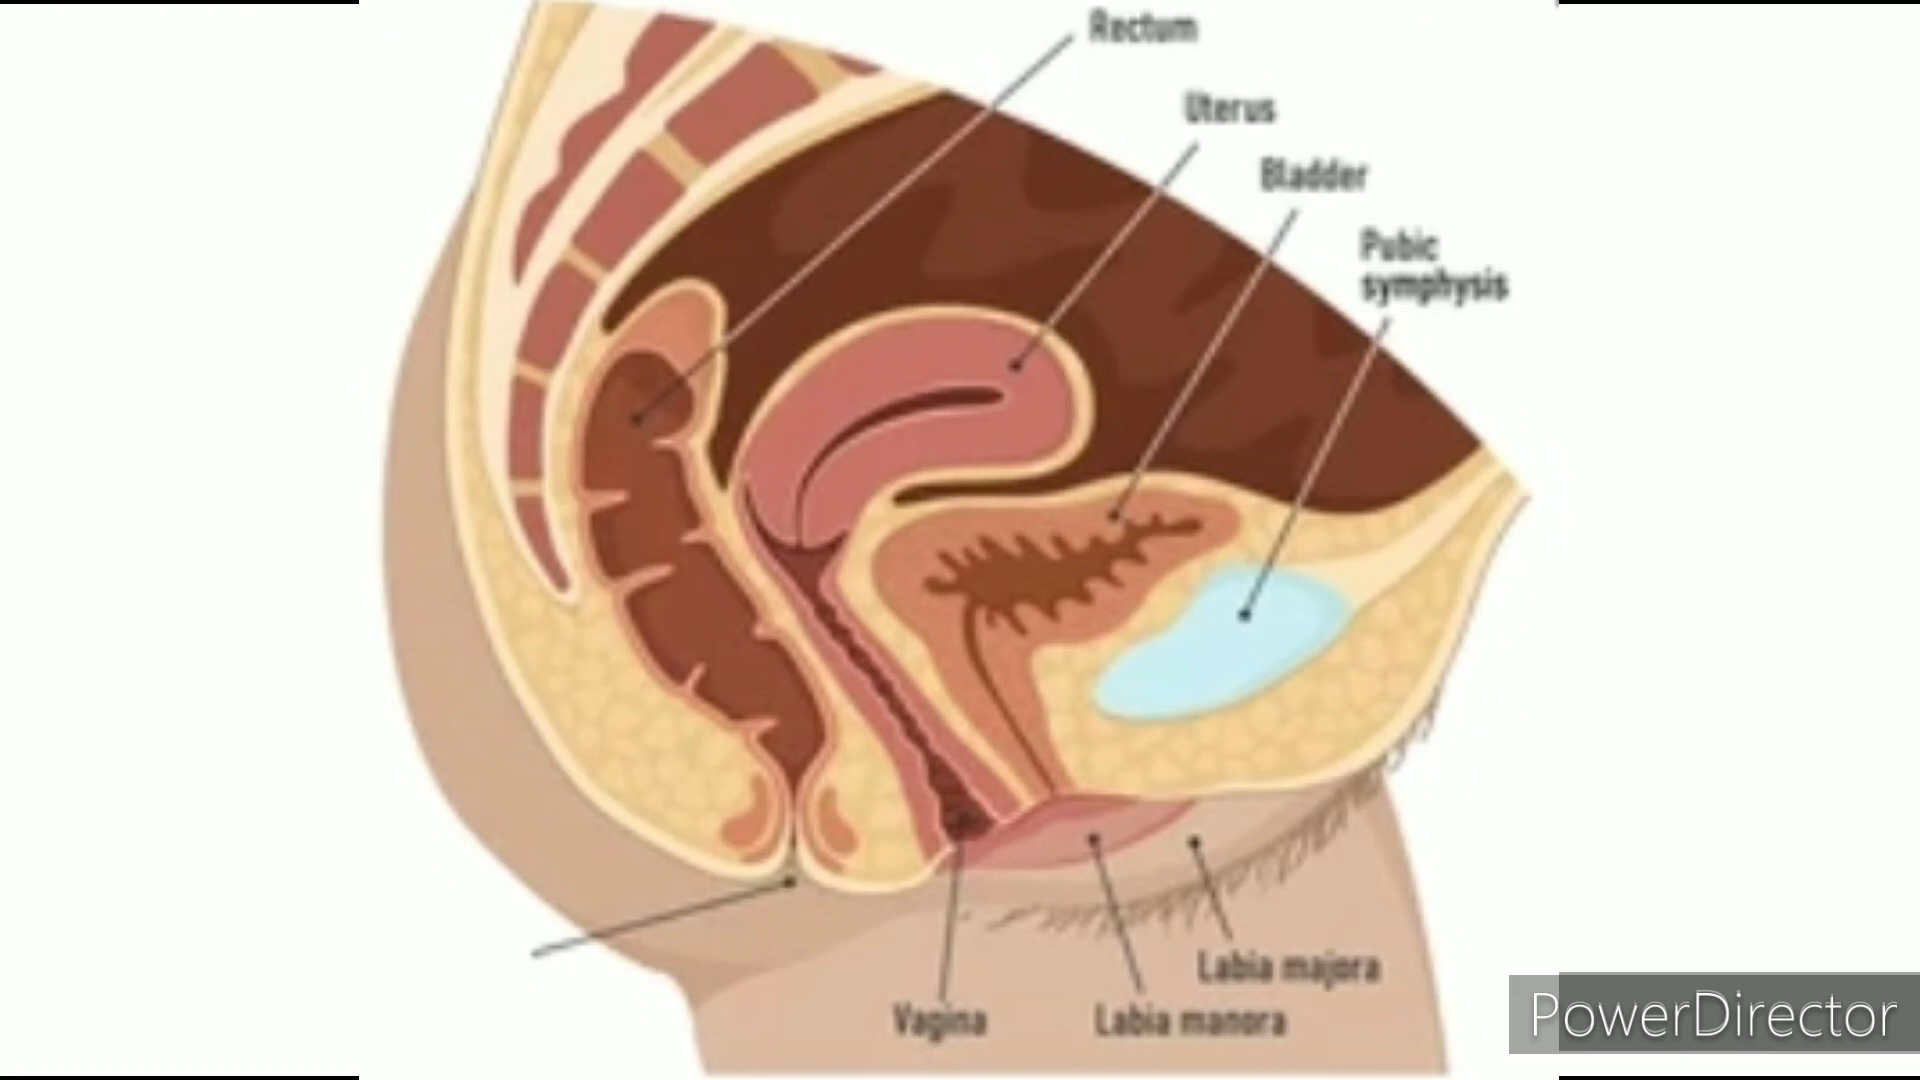 Rectum
Uterus
Bladder
Pubic
symphysis
Labia majora
Vagina
Labia manora
PowerDirector